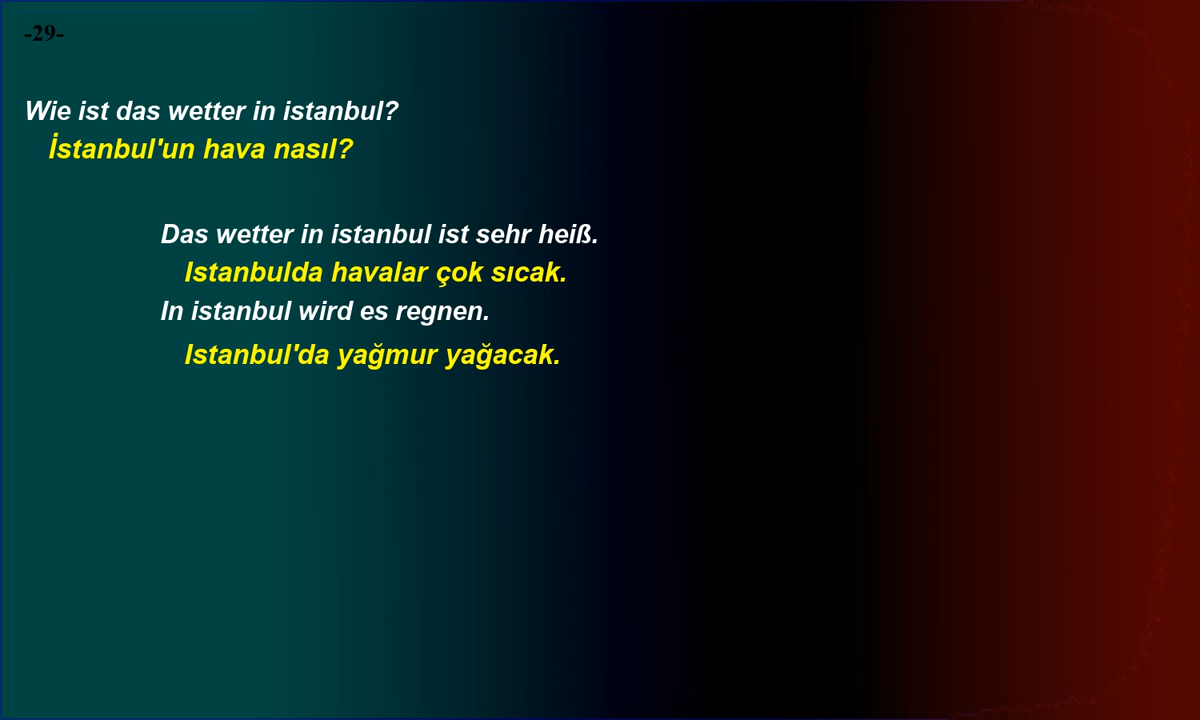 -29-
Wie ist das wetter in istanbul?
İstanbul'un hava nasıl?
Das wetter in istanbul ist sehr heiß.
Istanbulda havalar çok sıcak.
In istanbul wird es regnen.
Istanbul'da yağmur yağacak.